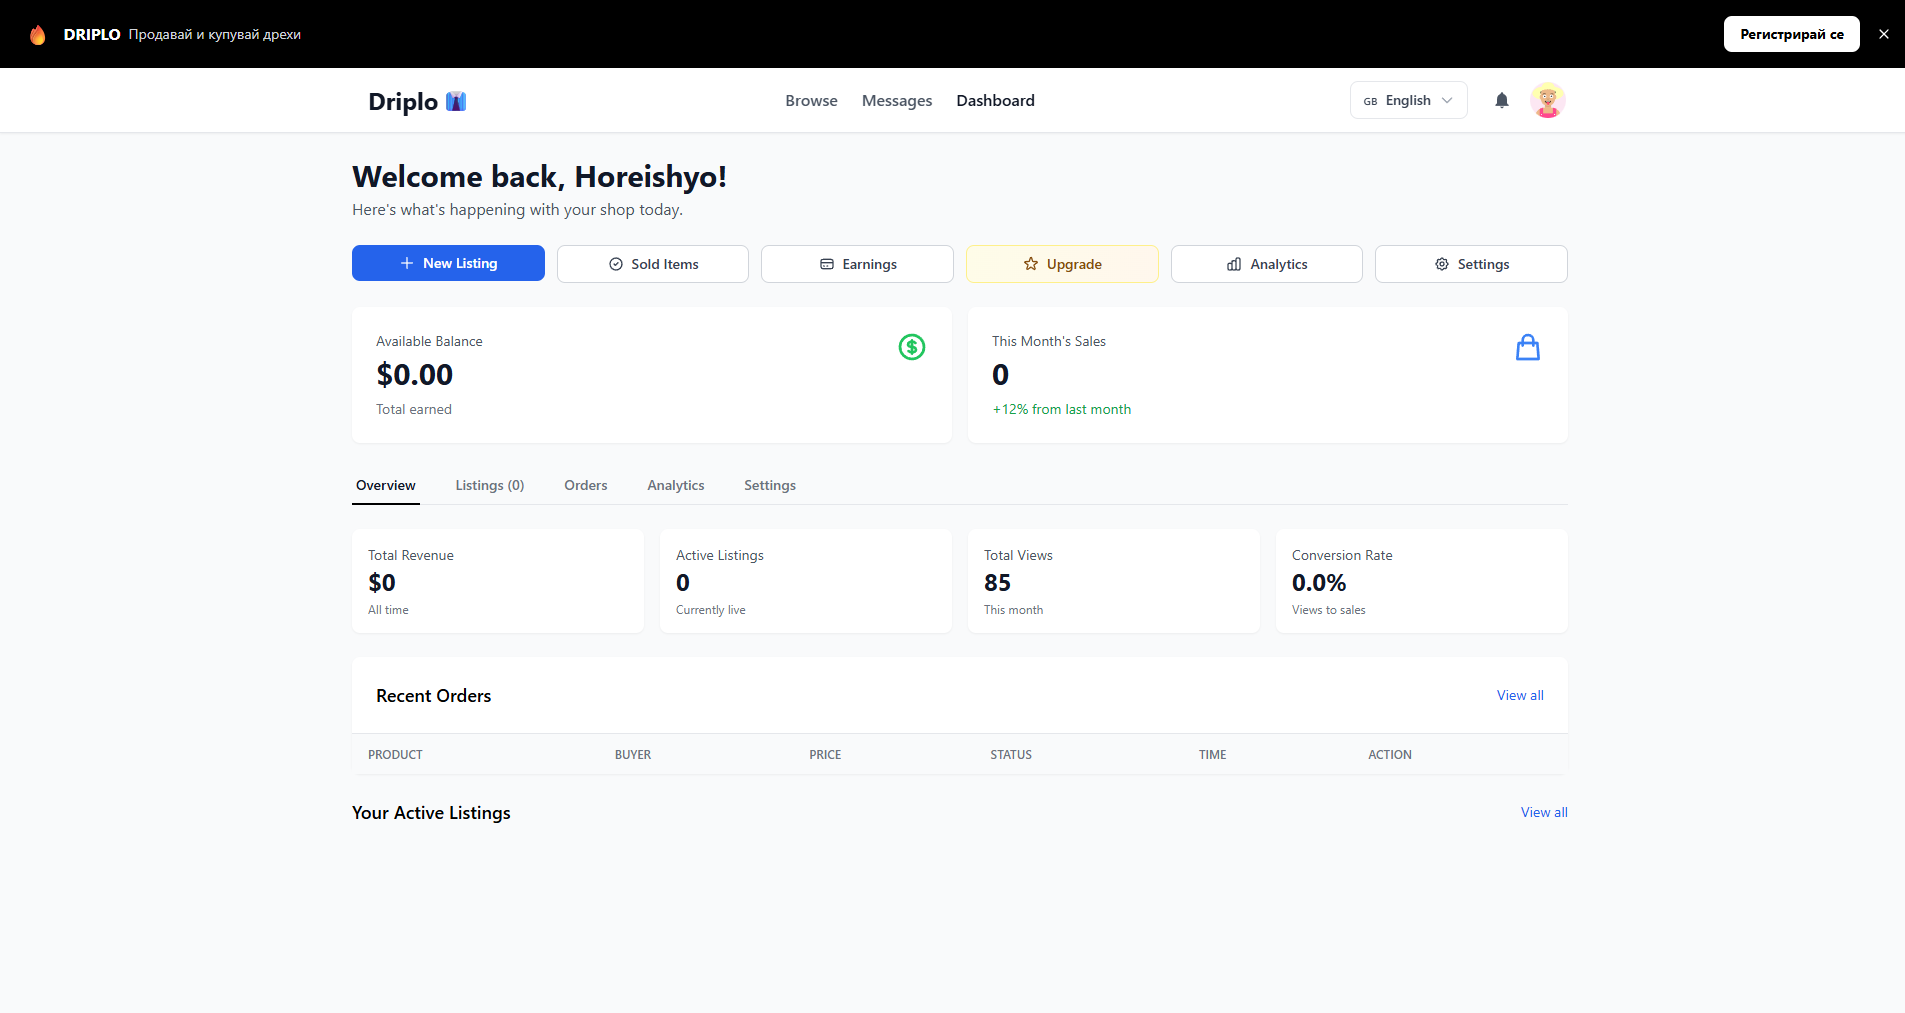 DRIPLO Продавай и купувай дрехи
Регистрирай се
Driplo
Browse Messages Dashboard
GB English
Welcome back, Horeishyo!
Here's what's happening with your shop today.
New Listing
Sold Items
Earnings
Upgrade
Analytics
Settings
Available Balance
$0.00
Total earned
This Month's Sales
0
+12% from last month
Overview Listings (0) Orders Analytics Settings
Total Revenue
$0
All time
Active Listings
0
Currently live
Total Views
85
This month
Conversion Rate
0.0%
Views to sales
Recent Orders
View all
PRODUCT BUYER PRICE STATUS TIME ACTION
Your Active Listings
View all